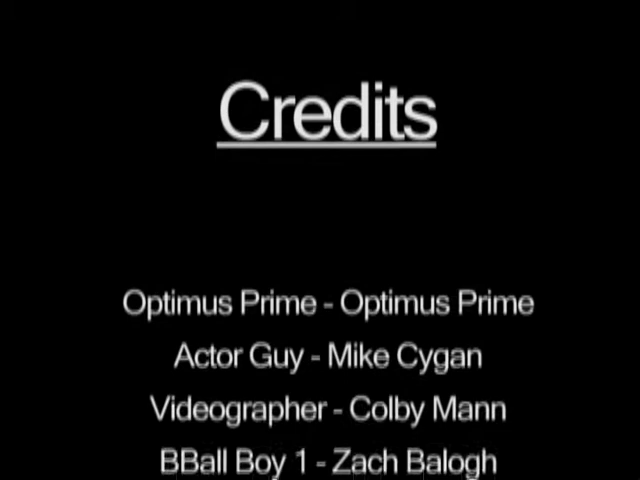 Credits
Optimus Prime - Optimus Prime
Actor Guy - Mike Cygan
Videographer - Colby Mann
BBall Boy 1 - Zach Balogh